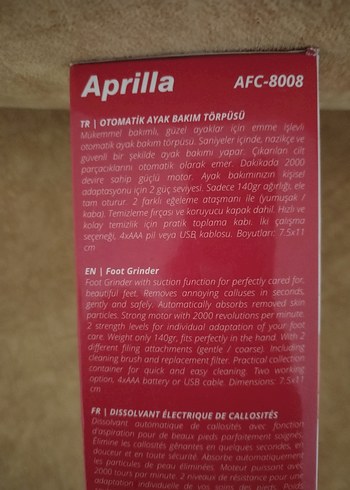 Aprilla
AFC-8008
TR | OTOMATİK AYAK BAKIM TÖRPÜSÜ
Mükemmel bakımlı, güzel ayaklar için emme işlevli
otomatik ayak bakım törpüsü. Saniyeler içinde, nazikçe ve
güvenli bir şekilde ayak bakımı yapar. Çıkarılan cilt
parçacıklarını otomatik olarak emer. Dakikada 2000
devire sahip güçlü motor. Ayak bakımınızın kişisel
adaptasyonu için 2 güç seviyesi. Sadece 140gr ağırlığı, ele
tam oturur. 2 farklı eğeleme ataşmanı ile (yumuşak /
kaba). Temizleme fırçası ve koruyucu kapak dahil. Hızlı ve
kolay temizlik için pratik toplama kabı. İki çalışma
seçeneği, 4xAAA pil veya USB kablosu. Boyutları: 7.5x11
cm
EN | Foot Grinder
Foot Grinder with suction function for perfectly cared for,
beautiful feet. Removes annoying calluses in seconds,
gently and safely. Automatically absorbs removed skin
particles. Strong motor with 2000 revolutions per minute.
2 strength levels for individual adaptation of your foot
care. Weight only 140gr, fits perfectly in the hand. With 2
different filing attachments (gentle / coarse). Including
cleaning brush and replacement filter. Practical collection
container for quick and easy cleaning. Two working
option, 4xAAA battery or USB cable. Dimensions: 7.5x11
cm
FR | DISSOLVANT ÉLECTRIQUE DE CALLOSITÉS
Dissolvant automatique de callosités avec fonction
d'aspiration pour de beaux pieds parfaitement soignés.
Élimine les callosités gênantes en quelques secondes, en
douceur et en toute sécurité. Absorbe automatiquement
les particules de peau éliminées. Moteur puissant avec
2000 tours par minute. 2 niveaux de résistance pour une
adaptation individuelle de vos soins des pieds. Poids